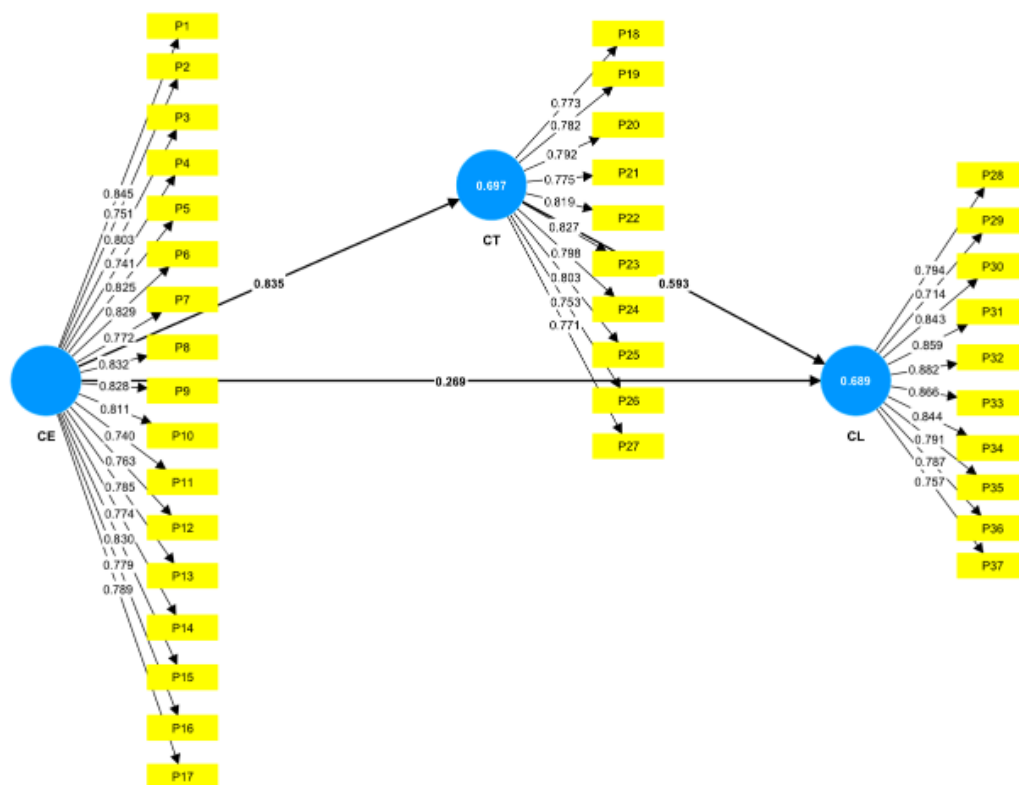 P1
P2
P3
P4
P5
P6
P7
P8
P9
P10
P11
P12
P13
P14
P15
P16
P17
0.845
0.751
0.803
0.741
0.825
0.829
0.772
0.832
0.828
0.811
0.740
0.763
0.785
0.774
0.830
0.779
0.789
CE
0.835
0.269
0.697
CT
0.773
0.782
0.792
0.775
0.819
0.827
0.798
0.803
0.753
0.771
P18
P19
P20
P21
P22
P23
P24
P25
P26
P27
0.593
0.689
CL
0.794
0.714
0.843
0.859
0.882
0.866
0.844
0.791
0.787
0.757
P28
P29
P30
P31
P32
P33
P34
P35
P36
P37